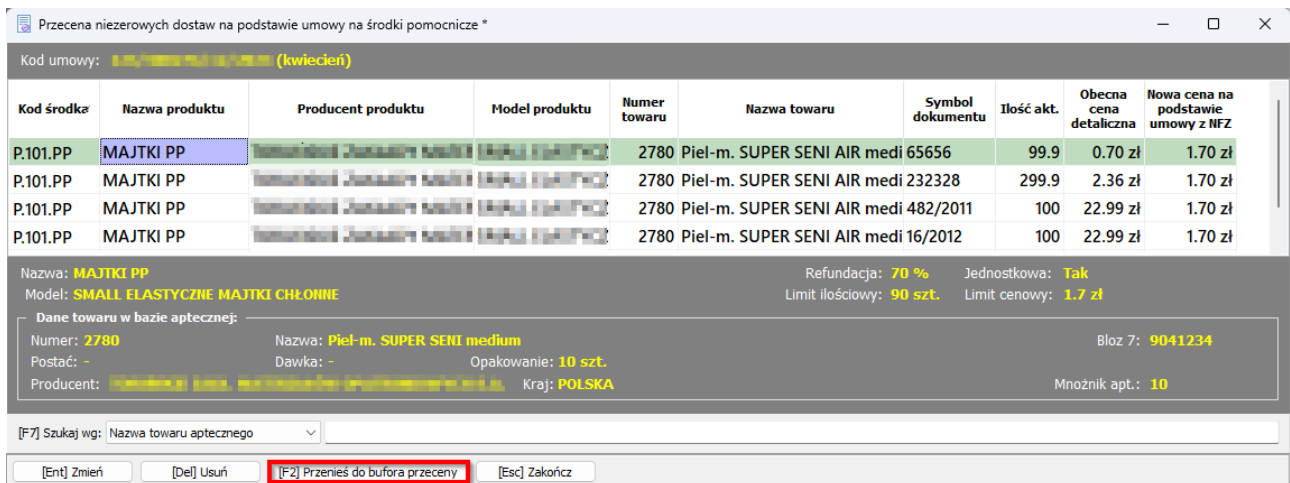 Przecena niezerowych dostaw na podstawie umowy na środki pomocnicze *
Kod umowy: (kwiecień)
Kod środka Nazwa produktu Producent produktu Model produktu Numer towaru Nazwa towaru Symbol dokumentu Ilość akt. Obecna cena detaliczna Nowa cena na podstawie umowy z NFZ
P.101.PP MAJTKI PP 2780 Piel-m. SUPER SENI AIR medi 65656 99.9 0.70 zł 1.70 zł
P.101.PP MAJTKI PP 2780 Piel-m. SUPER SENI AIR medi 232328 299.9 2.36 zł 1.70 zł
P.101.PP MAJTKI PP 2780 Piel-m. SUPER SENI AIR medi 482/2011 100 22.99 zł 1.70 zł
P.101.PP MAJTKI PP 2780 Piel-m. SUPER SENI AIR medi 16/2012 100 22.99 zł 1.70 zł
Nazwa: MAJTKI PP Refundacja: 70 % Jednostkowa: Tak
Model: SMALL ELASTYCZNE MAJTKI CHŁONNE Limit ilościowy: 90 szt. Limit cenowy: 1.7 zł
Dane towaru w bazie aptecznej:
Numer: 2780 Nazwa: Piel-m. SUPER SENI medium Bloz 7: 9041234
Postać: - Dawka: - Opakowanie: 10 szt.
Producent: Kraj: POLSKA Mnożnik apt.: 10
[F7] Szukaj wg: Nazwa towaru aptecznego
[Ent] Zmień [Del] Usuń [F2] Przenieś do bufora przeceny [Esc] Zakończ